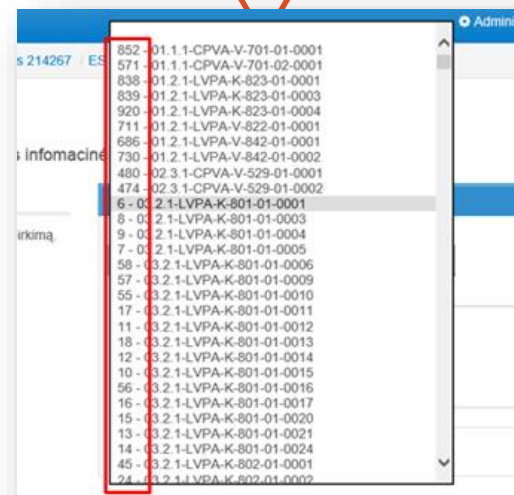 Admini
s 214267 / ES
852 - 01.1.1-CPVA-V-701-01-0001
571 - 01.1.1-CPVA-V-701-02-0001
838 - 01.2.1-LVPA-K-823-01-0001
839 - 01.2.1-LVPA-K-823-01-0003
920 - 01.2.1-LVPA-K-823-01-0004
711 - 01.2.1-LVPA-V-822-01-0001
686 - 01.2.1-LVPA-V-842-01-0001
s infomacinė
730 - 01.2.1-LVPA-V-842-01-0002
480 - 02.3.1-CPVA-V-529-01-0001
474 - 02.3.1-CPVA-V-529-01-0002
6 - 03.2.1-LVPA-K-801-01-0001
8 - 03.2.1-LVPA-K-801-01-0003
irkimą.
9 - 03.2.1-LVPA-K-801-01-0004
7 - 03.2.1-LVPA-K-801-01-0005
58 - 03.2.1-LVPA-K-801-01-0006
57 - 03.2.1-LVPA-K-801-01-0009
55 - 03.2.1-LVPA-K-801-01-0010
17 - 03.2.1-LVPA-K-801-01-0011
11 - 03.2.1-LVPA-K-801-01-0012
18 - 03.2.1-LVPA-K-801-01-0013
12 - 03.2.1-LVPA-K-801-01-0014
10 - 03.2.1-LVPA-K-801-01-0015
56 - 03.2.1-LVPA-K-801-01-0016
16 - 03.2.1-LVPA-K-801-01-0017
15 - 03.2.1-LVPA-K-801-01-0020
13 - 03.2.1-LVPA-K-801-01-0021
14 - 03.2.1-LVPA-K-801-01-0024
45 - 03.2.1-LVPA-K-802-01-0001
24 - 03.2.1-LVPA-K-802-01-0002